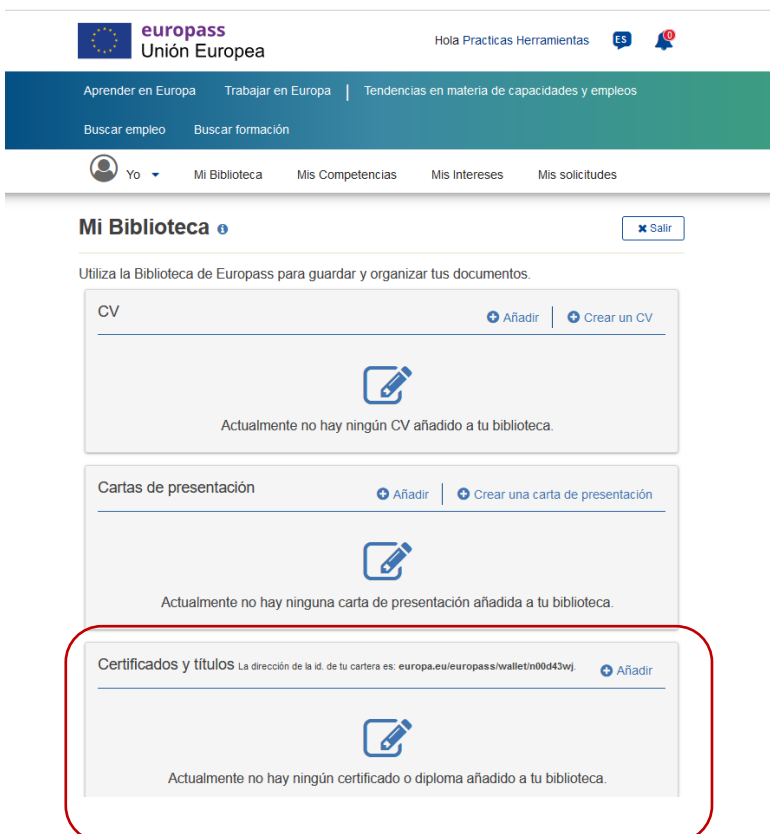 europass
Unión Europea
Hola Practicas Herramientas
ES
0
Aprender en Europa Trabajar en Europa | Tendencias en materia de capacidades y empleos
Buscar empleo Buscar formación
Yo Mi Biblioteca Mis Competencias Mis Intereses Mis solicitudes
Mi Biblioteca
Salir
Utiliza la Biblioteca de Europass para guardar y organizar tus documentos.
CV
Añadir Crear un CV
Actualmente no hay ningún CV añadido a tu biblioteca.
Cartas de presentación
Añadir Crear una carta de presentación
Actualmente no hay ninguna carta de presentación añadida a tu biblioteca.
Certificados y títulos La dirección de la id. de tu cartera es: europa.eu/europass/wallet/n00d43wj.
Añadir
Actualmente no hay ningún certificado o diploma añadido a tu biblioteca.